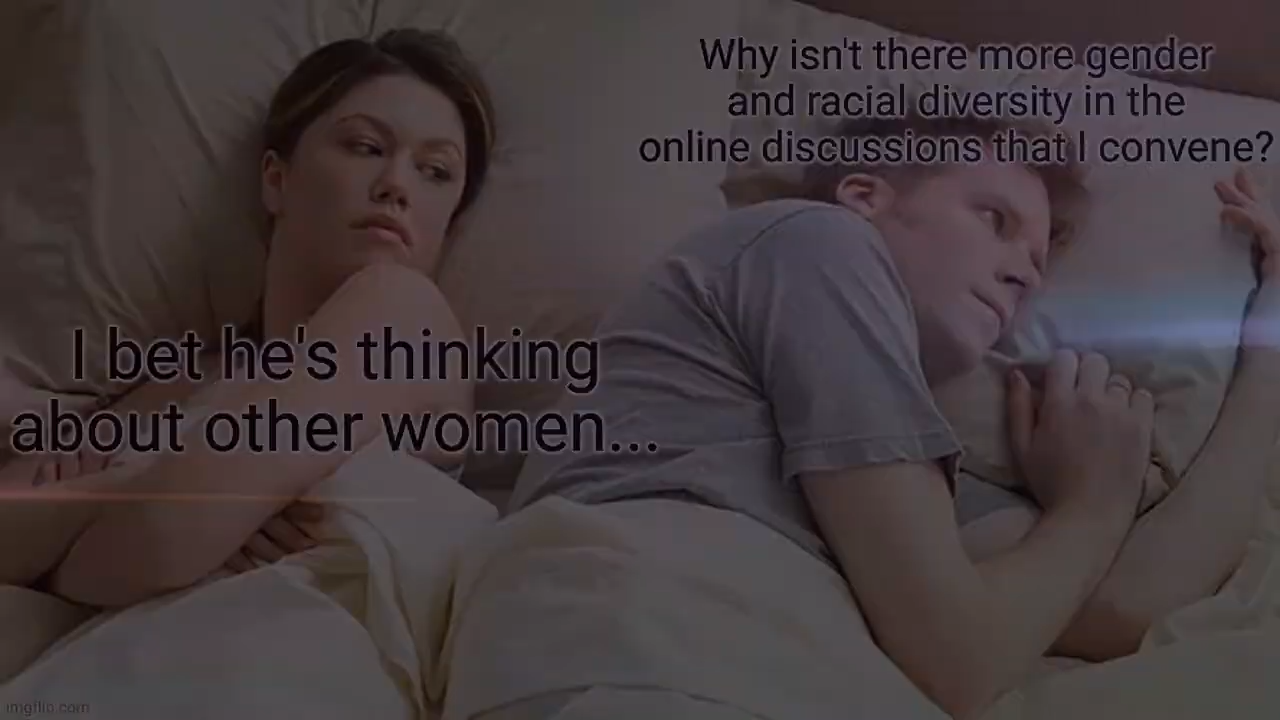 Why isn't there more gender
and racial diversity in the
online discussions that I convene?
I bet he's thinking
about other women...
imgflip.com